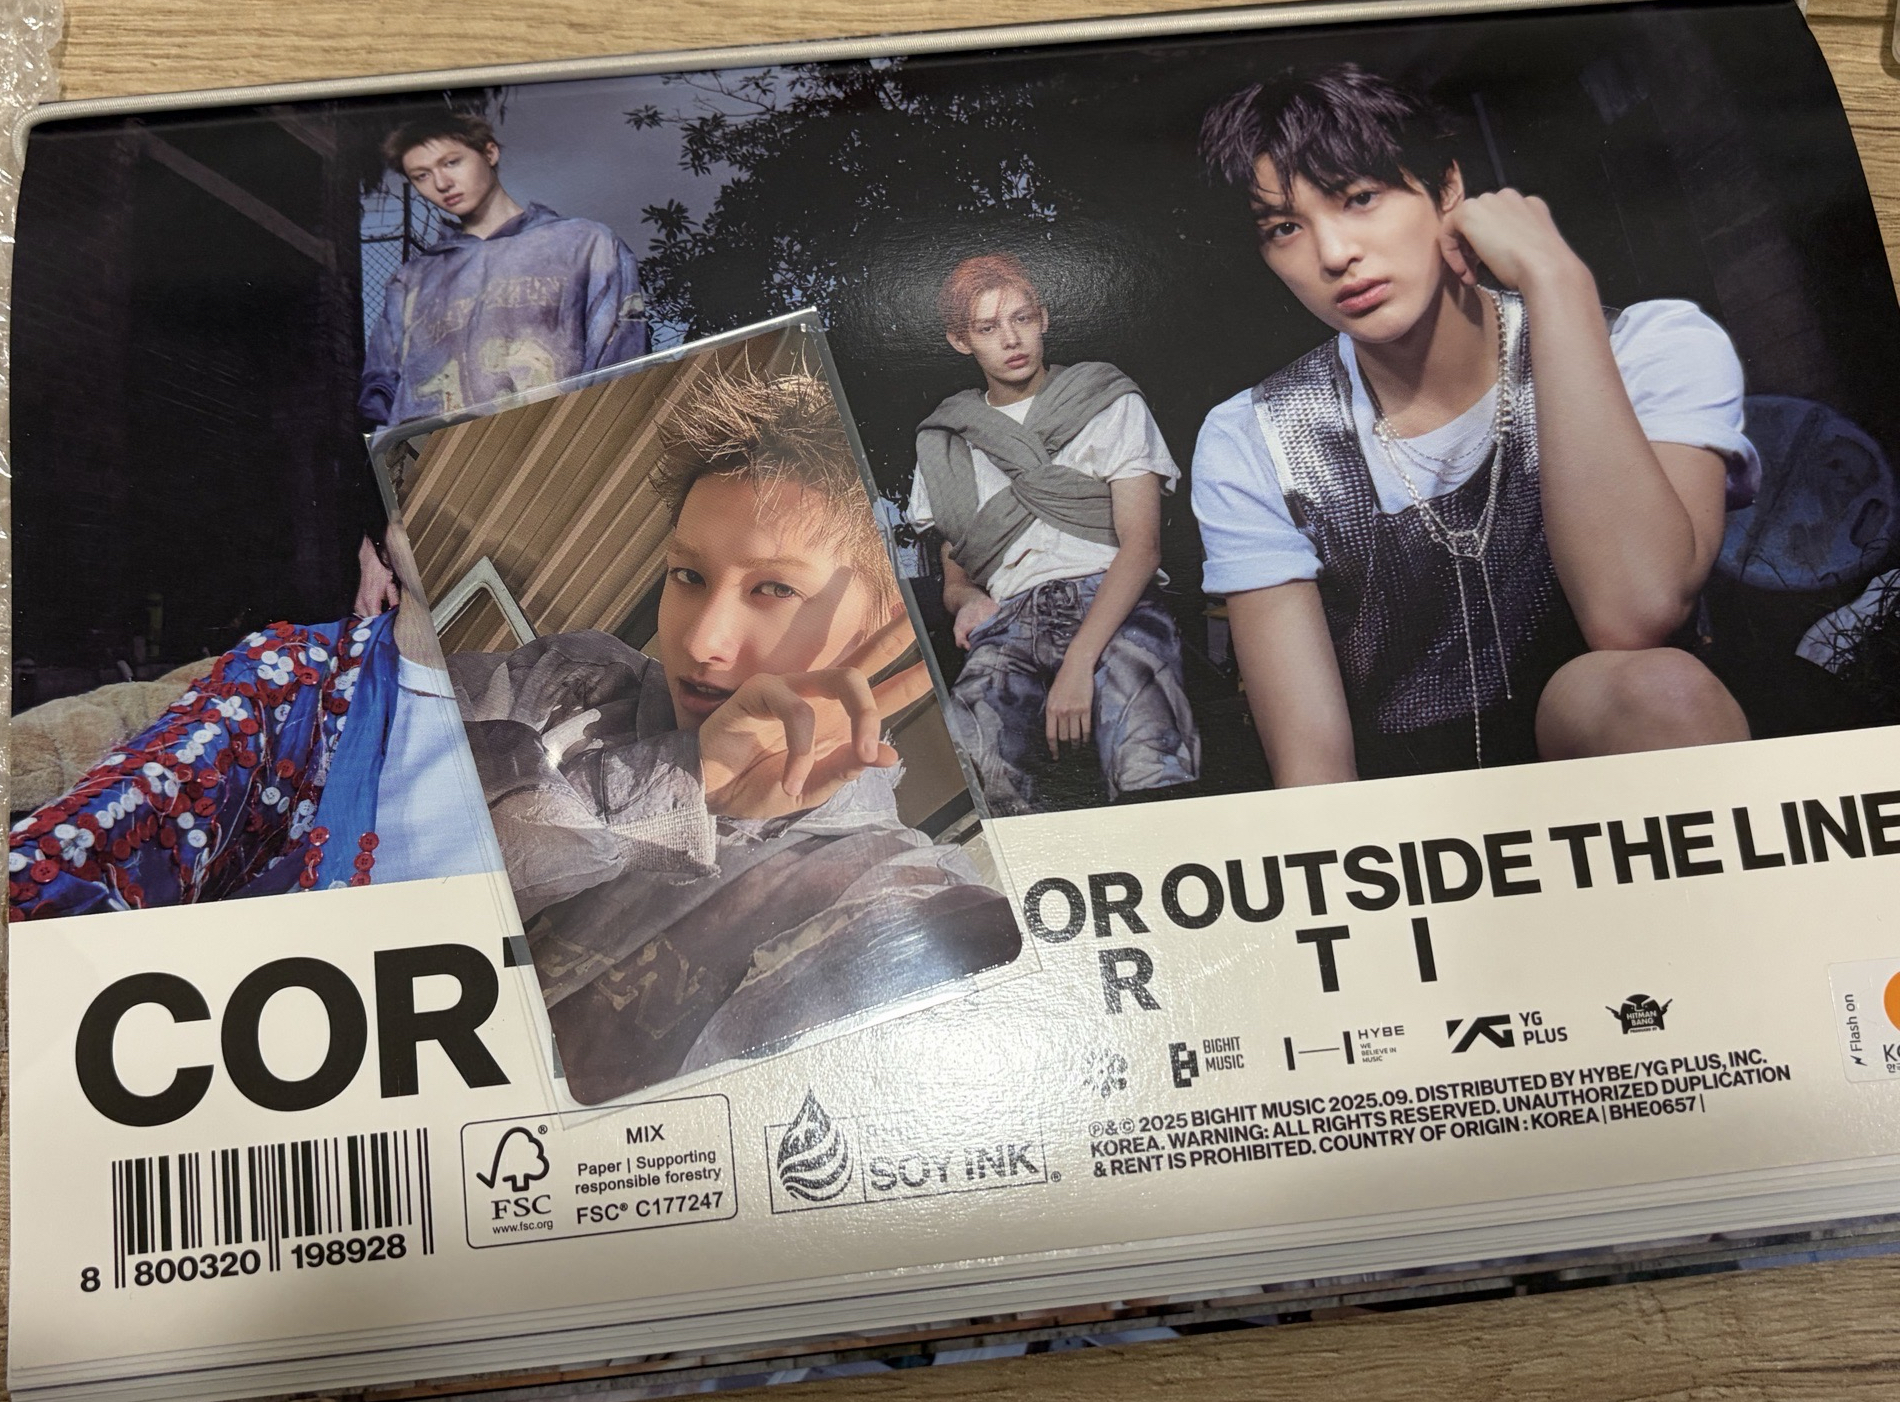 COR
OR OUTSIDE THE LINE
R T I
BIGHIT
MUSIC
HYBE
WE
BELIEVE IN
MUSIC
YG
PLUS
HITMAN
BANG
℗&© 2025 BIGHIT MUSIC 2025.09. DISTRIBUTED BY HYBE/YG PLUS, INC.
KOREA. WARNING: ALL RIGHTS RESERVED. UNAUTHORIZED DUPLICATION
& RENT IS PROHIBITED. COUNTRY OF ORIGIN : KOREA | BHE0657 |
Flash on
8 800320 198928
FSC
www.fsc.org
MIX
Paper | Supporting
responsible forestry
FSC® C177247
SOY INK®